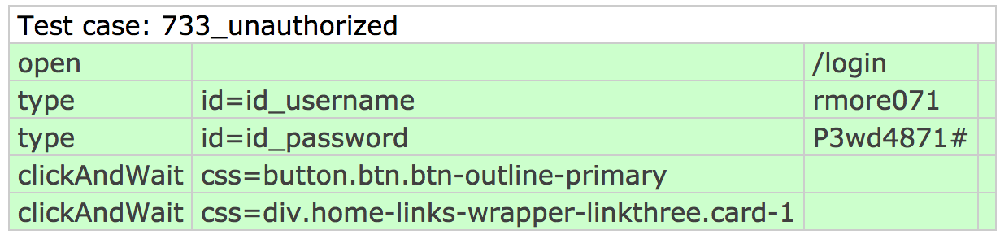 Test case: 733_unauthorized
open /login
type id=id_username rmore071
type id=id_password P3wd4871#
clickAndWait css=button.btn.btn-outline-primary
clickAndWait css=div.home-links-wrapper-linkthree.card-1